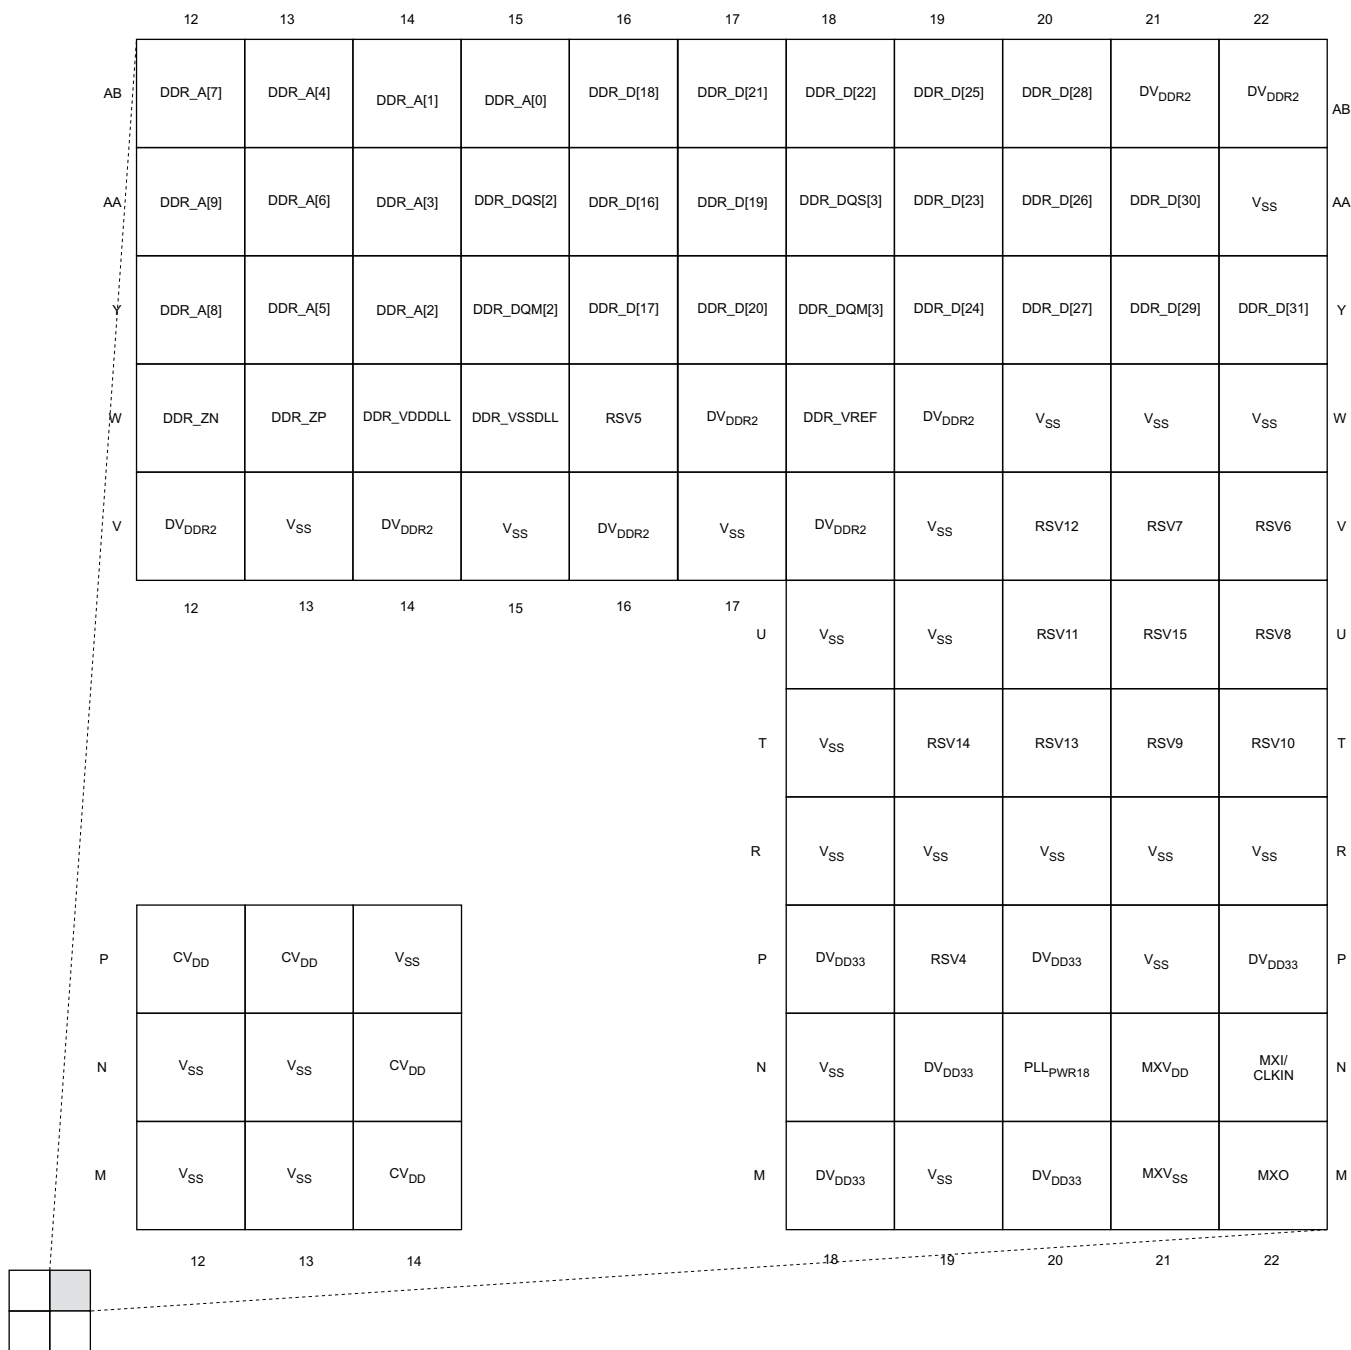 12 13 14 15 16 17 18 19 20 21 22
AB DDR_A[7] DDR_A[4] DDR_A[1] DDR_A[0] DDR_D[18] DDR_D[21] DDR_D[22] DDR_D[25] DDR_D[28] DVDDR2 DVDDR2 AB
AA DDR_A[9] DDR_A[6] DDR_A[3] DDR_DQS[2] DDR_D[16] DDR_D[19] DDR_DQS[3] DDR_D[23] DDR_D[26] DDR_D[30] VSS AA
Y DDR_A[8] DDR_A[5] DDR_A[2] DDR_DQM[2] DDR_D[17] DDR_D[20] DDR_DQM[3] DDR_D[24] DDR_D[27] DDR_D[29] DDR_D[31] Y
W DDR_ZN DDR_ZP DDR_VDDDLL DDR_VSSDLL RSV5 DVDDR2 DDR_VREF DVDDR2 VSS VSS VSS W
V DVDDR2 VSS DVDDR2 VSS DVDDR2 VSS DVDDR2 VSS RSV12 RSV7 RSV6 V
12 13 14 15 16 17
U VSS VSS RSV11 RSV15 RSV8 U
T VSS RSV14 RSV13 RSV9 RSV10 T
R VSS VSS VSS VSS VSS R
P CVDD CVDD VSS P DVDD33 RSV4 DVDD33 VSS DVDD33 P
N VSS VSS CVDD N VSS DVDD33 PLLPWR18 MXVDD MXI/ CLKIN N
M VSS VSS CVDD M DVDD33 VSS DVDD33 MXVSS MXO M
12 13 14 18 19 20 21 22